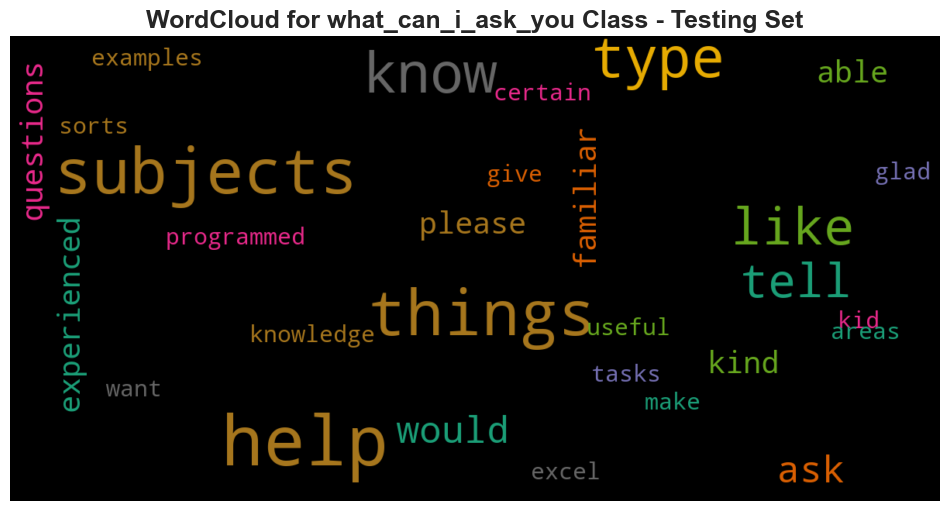 WordCloud for what_can_i_ask_you Class - Testing Set
examples
know
type
certain
able
questions
sorts
subjects
give
familiar
glad
programmed
please
like
experienced
tell
things
kid
useful
areas
knowledge
kind
want
tasks
make
help
would
excel
ask